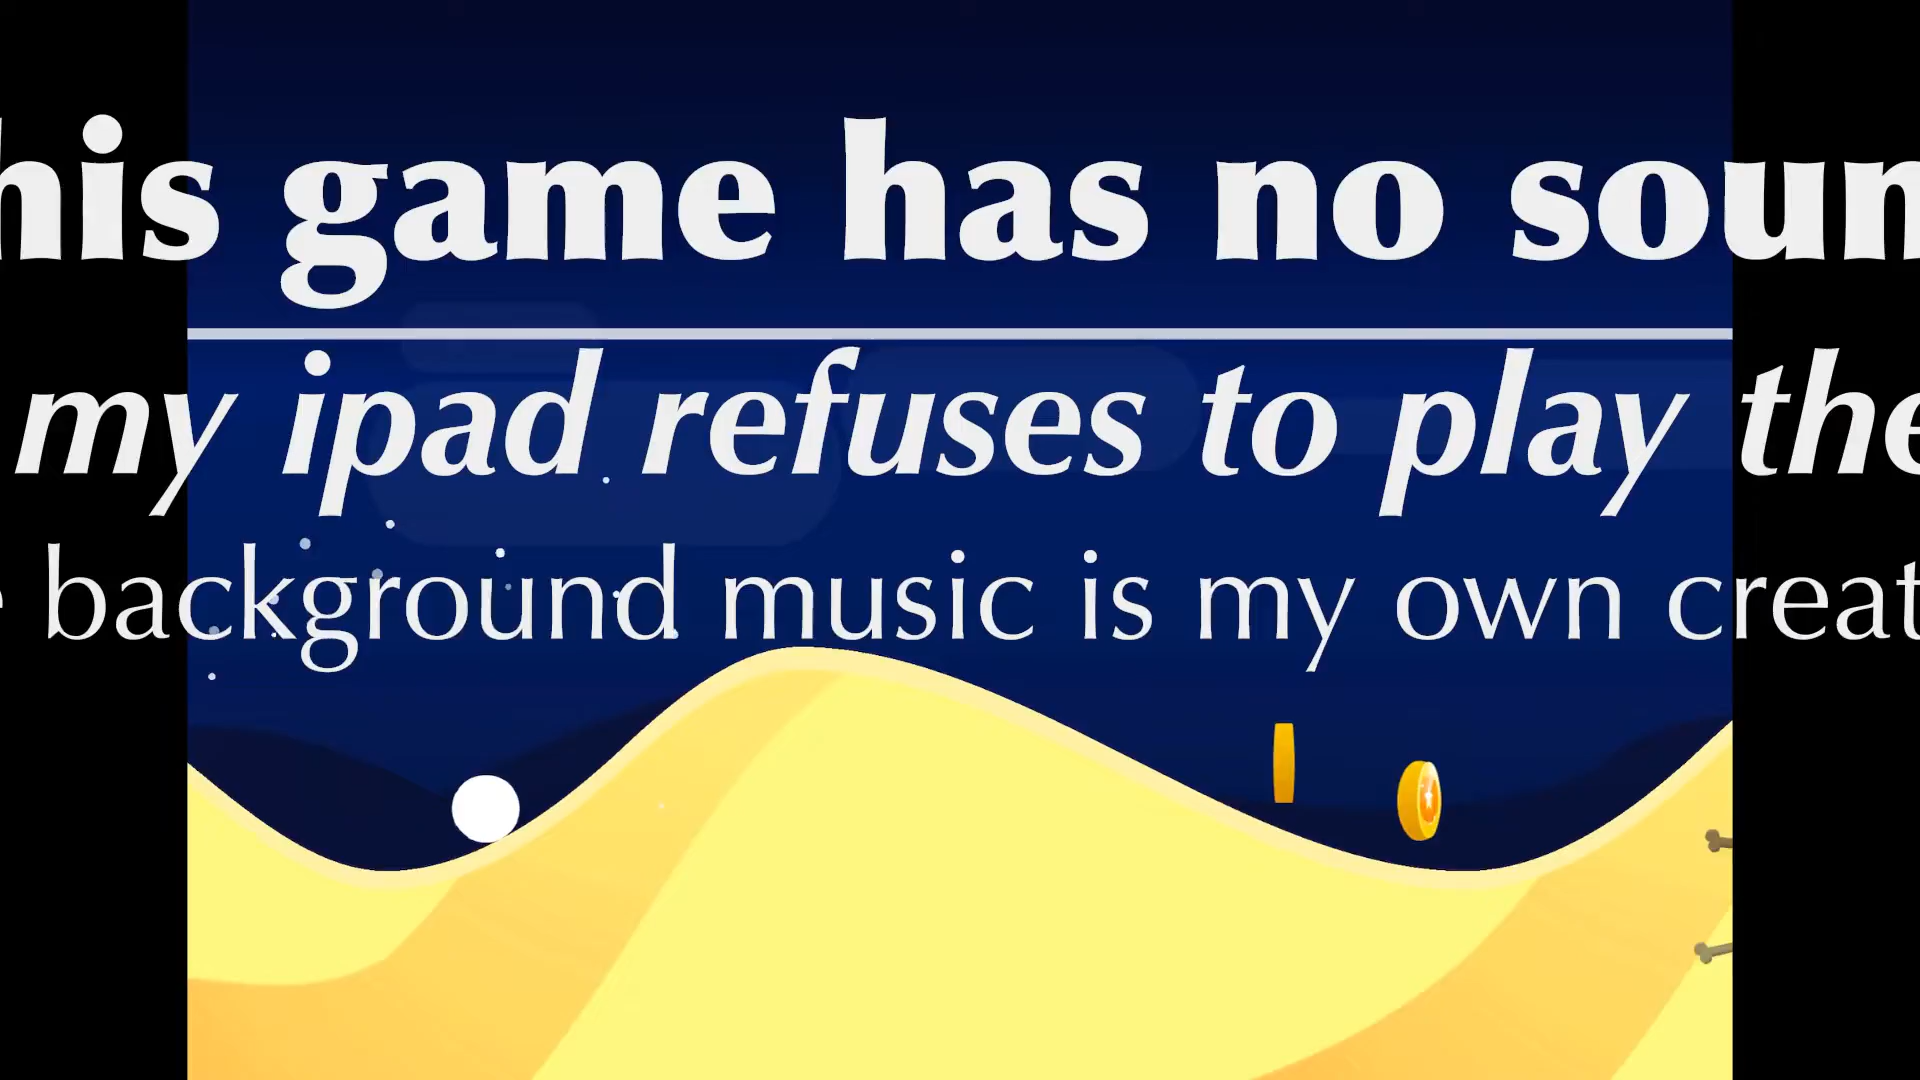 his game has no soun
my ipad refuses to play the
e background music is my own creat